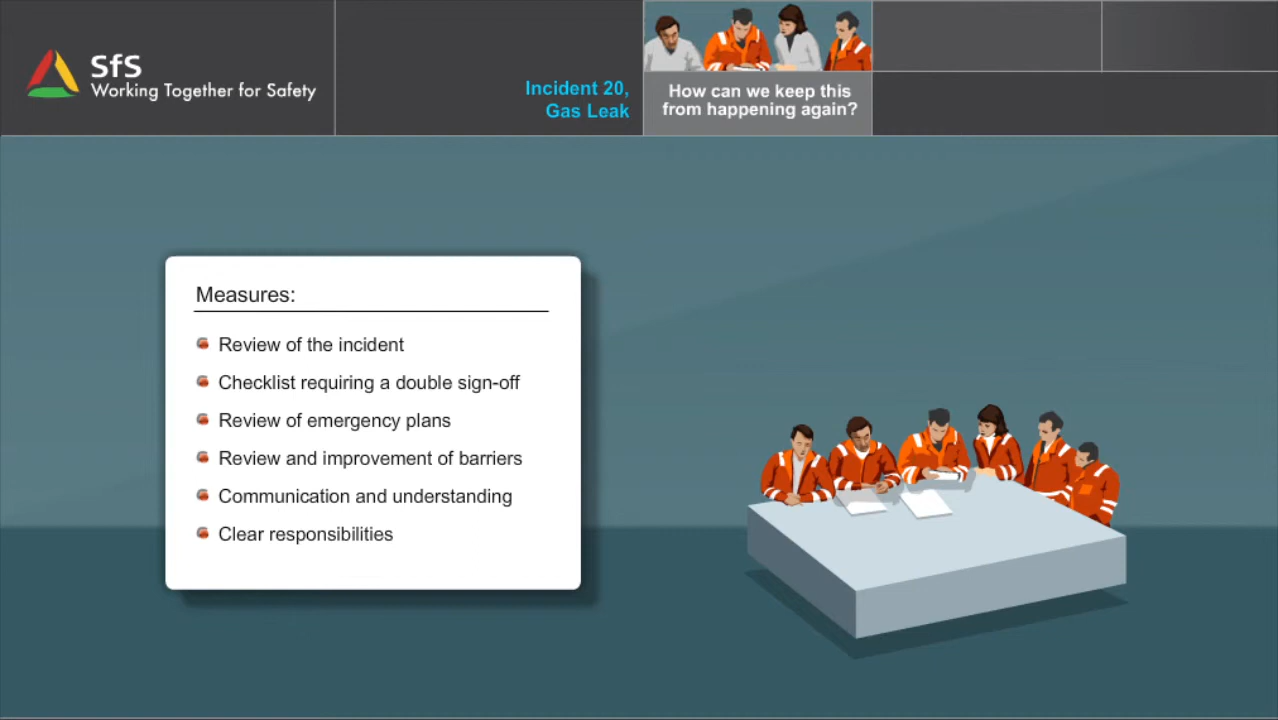 SfS
Working Together for Safety
Incident 20,
Gas Leak
How can we keep this
from happening again?
Measures:
Review of the incident
Checklist requiring a double sign-off
Review of emergency plans
Review and improvement of barriers
Communication and understanding
Clear responsibilities